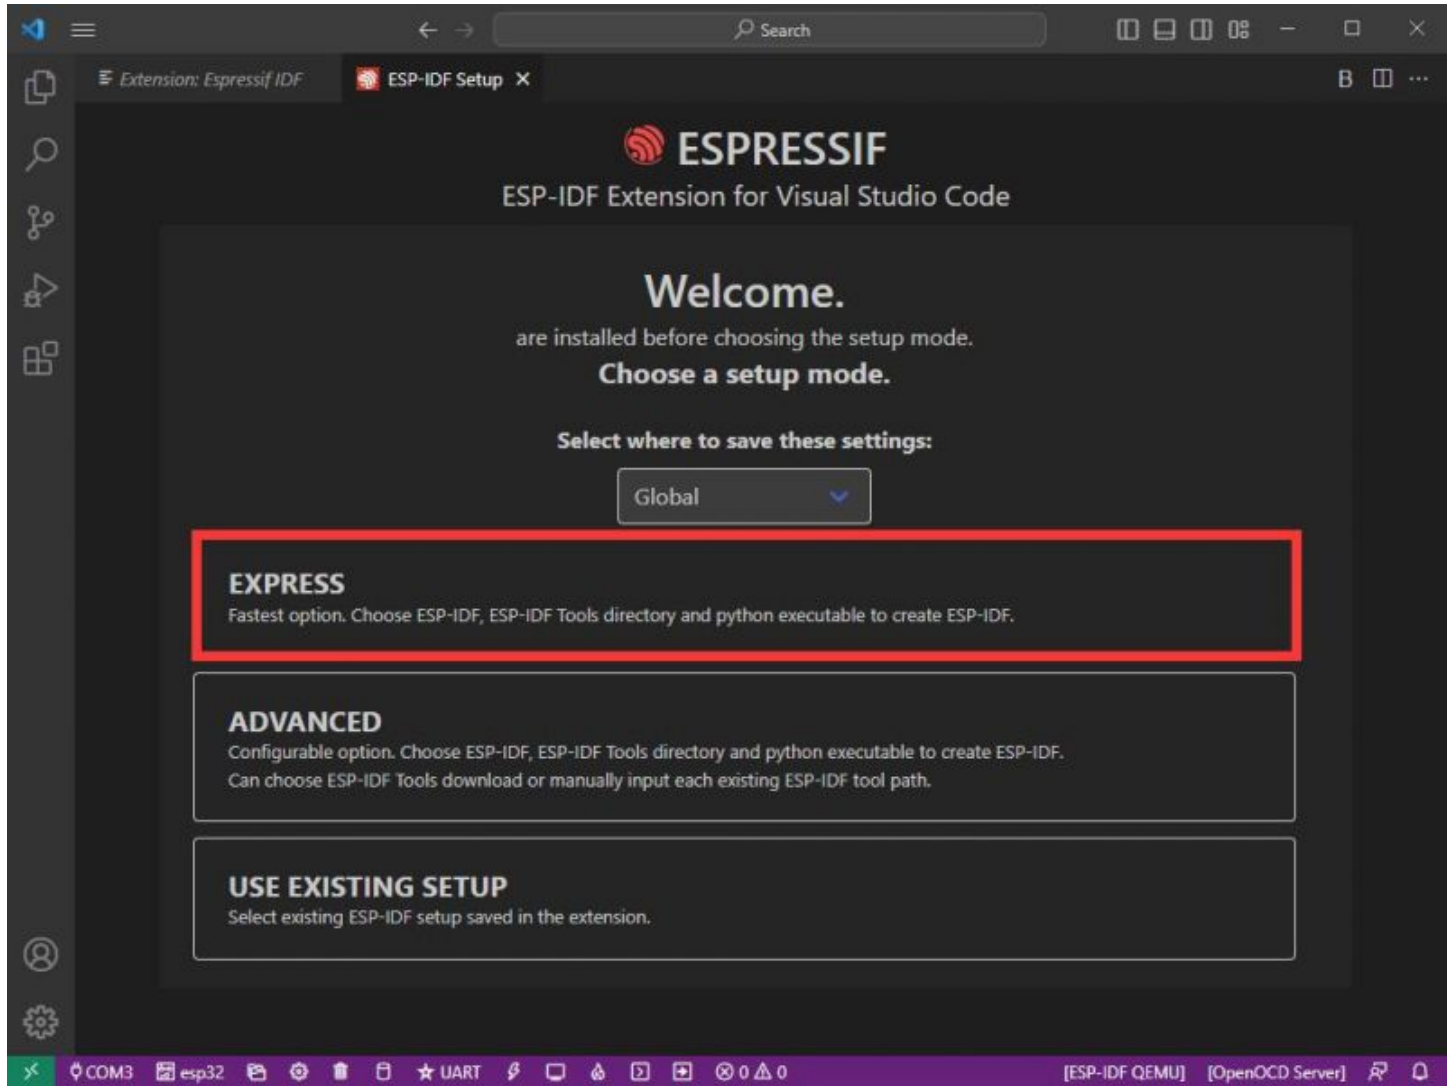 Search
Extension: Espressif IDF
ESP-IDF Setup
ESPRESSIF
ESP-IDF Extension for Visual Studio Code
Welcome.
are installed before choosing the setup mode.
Choose a setup mode.
Select where to save these settings:
Global
EXPRESS
Fastest option. Choose ESP-IDF, ESP-IDF Tools directory and python executable to create ESP-IDF.
ADVANCED
Configurable option. Choose ESP-IDF, ESP-IDF Tools directory and python executable to create ESP-IDF.
Can choose ESP-IDF Tools download or manually input each existing ESP-IDF tool path.
USE EXISTING SETUP
Select existing ESP-IDF setup saved in the extension.
COM3 esp32 UART 0 0 [ESP-IDF QEMU] [OpenOCD Server]